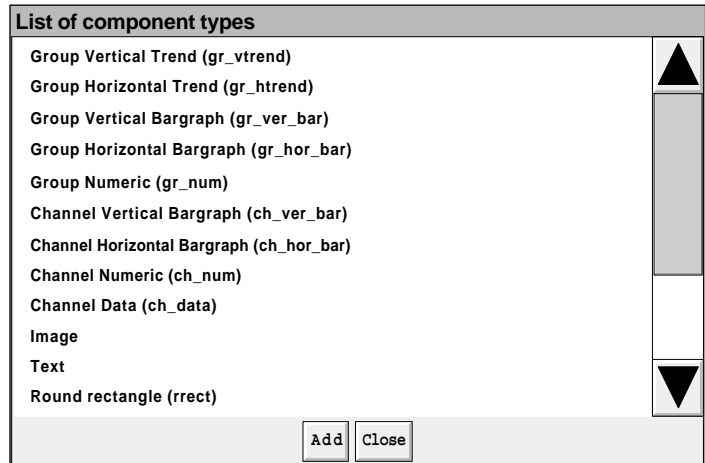 List of component types
Group Vertical Trend (gr_vtrend)
Group Horizontal Trend (gr_htrend)
Group Vertical Bargraph (gr_ver_bar)
Group Horizontal Bargraph (gr_hor_bar)
Group Numeric (gr_num)
Channel Vertical Bargraph (ch_ver_bar)
Channel Horizontal Bargraph (ch_hor_bar)
Channel Numeric (ch_num)
Channel Data (ch_data)
Image
Text
Round rectangle (rrect)
Add Close